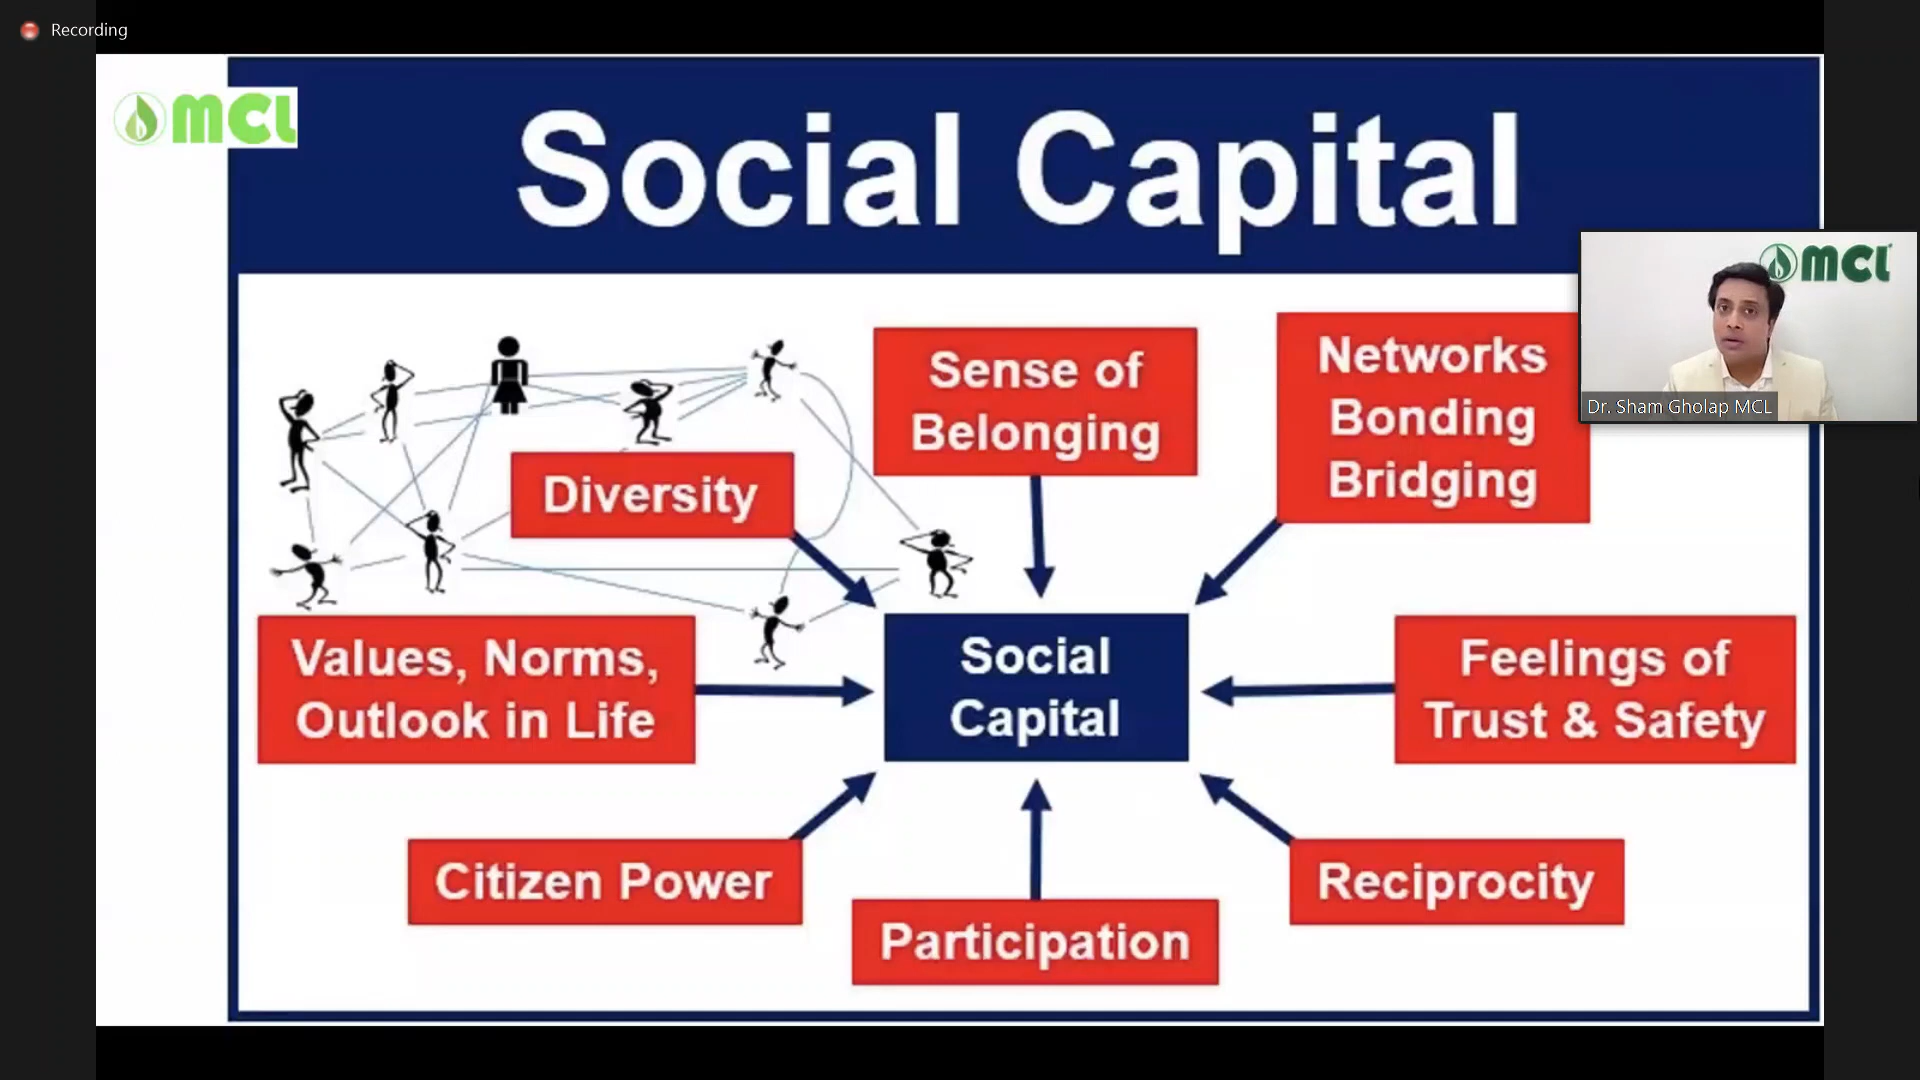 Recording
MCL
Social Capital
MCL
Dr. Sham Gholap MCL
Sense of
Belonging
Networks
Bonding
Bridging
Diversity
Values, Norms,
Outlook in Life
Social
Capital
Feelings of
Trust & Safety
Citizen Power
Participation
Reciprocity